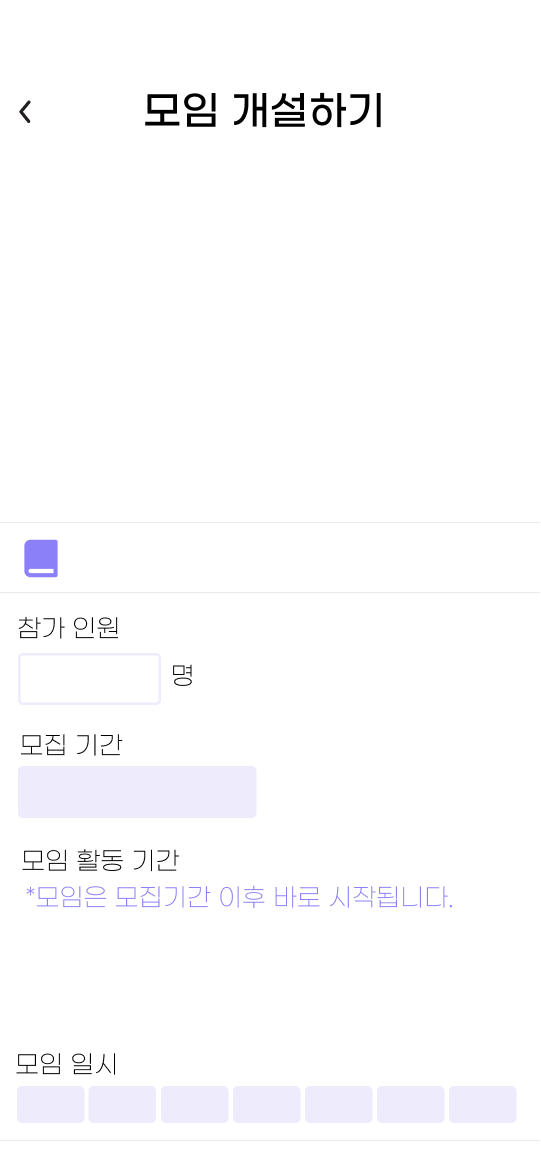 모임 개설하기
참가 인원
명
모집 기간
모임 활동 기간
*모임은 모집기간 이후 바로 시작됩니다.
모임 일시